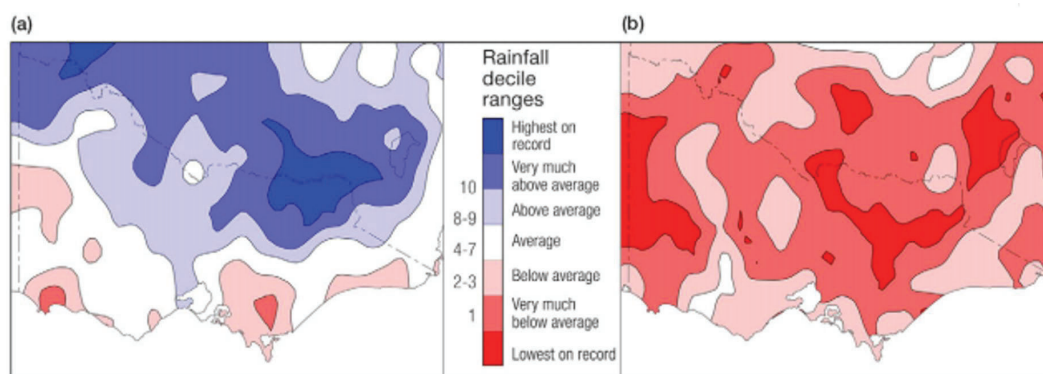 (a)
(b)
Rainfall
decile
ranges
Highest on
record
Very much
above average
10
Above average
8-9
Average
4-7
Below average
2-3
Very much
below average
1
Lowest on record